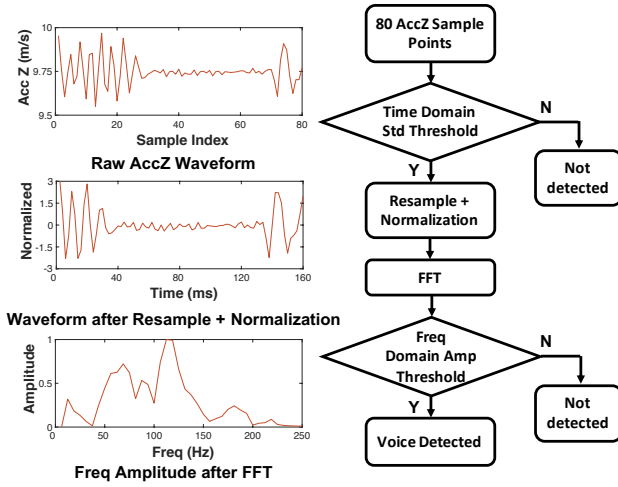 10
9.75
9.5
Acc Z (m/s)
0
20
40
60
80
Sample Index
Raw AccZ Waveform
3
1.5
0
-1.5
-3
Normalized
0
40
80
120
160
Time (ms)
Waveform after Resample + Normalization
1
0.5
0
Amplitude
0
50
100
150
200
250
Freq (Hz)
Freq Amplitude after FFT
80 AccZ Sample
Points
Time Domain
Std Threshold
N
Not
detected
Y
Resample +
Normalization
FFT
Freq
Domain Amp
Threshold
N
Not
detected
Y
Voice Detected